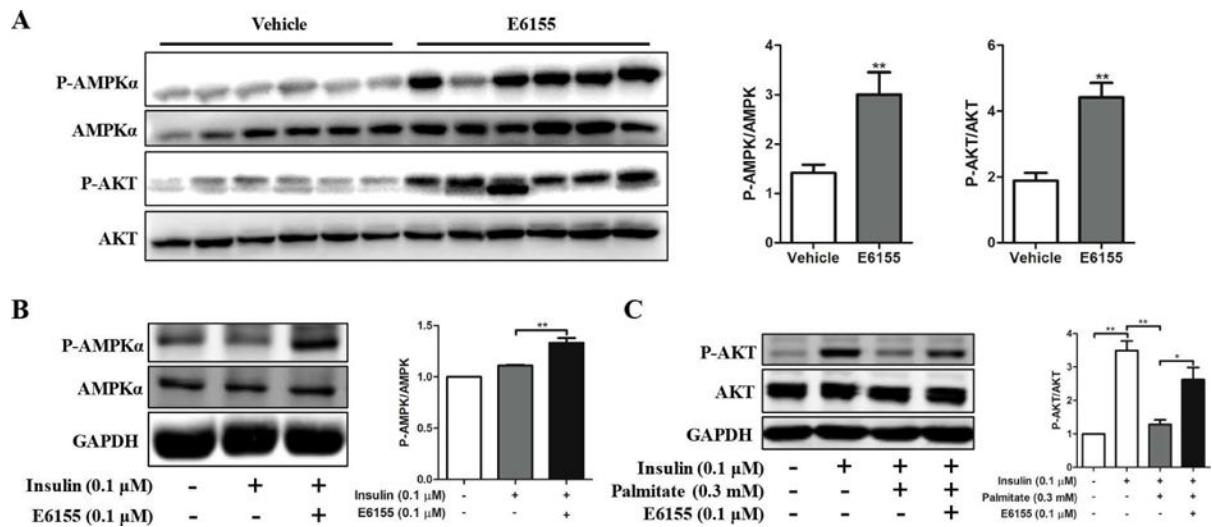 A
Vehicle E6155
P-AMPKα
AMPKα
P-AKT
AKT
P-AMPK/AMPK
4
3
2
1
0
**
Vehicle E6155
P-AKT/AKT
6
4
2
0
**
Vehicle E6155
B
P-AMPKα
AMPKα
GAPDH
Insulin (0.1 μM) - + +
E6155 (0.1 μM) - - +
P-AMPK/AMPK
1.5
1.0
0.5
0.0
**
Insulin (0.1 μM) - + +
E6155 (0.1 μM) - - +
C
P-AKT
AKT
GAPDH
Insulin (0.1 μM) - + + +
Palmitate (0.3 mM) - - + +
E6155 (0.1 μM) - - - +
P-AKT/AKT
4
3
2
1
0
** ** *
Insulin (0.1 μM) - + + +
Palmitate (0.3 mM) - - + +
E6155 (0.1 μM) - - - +